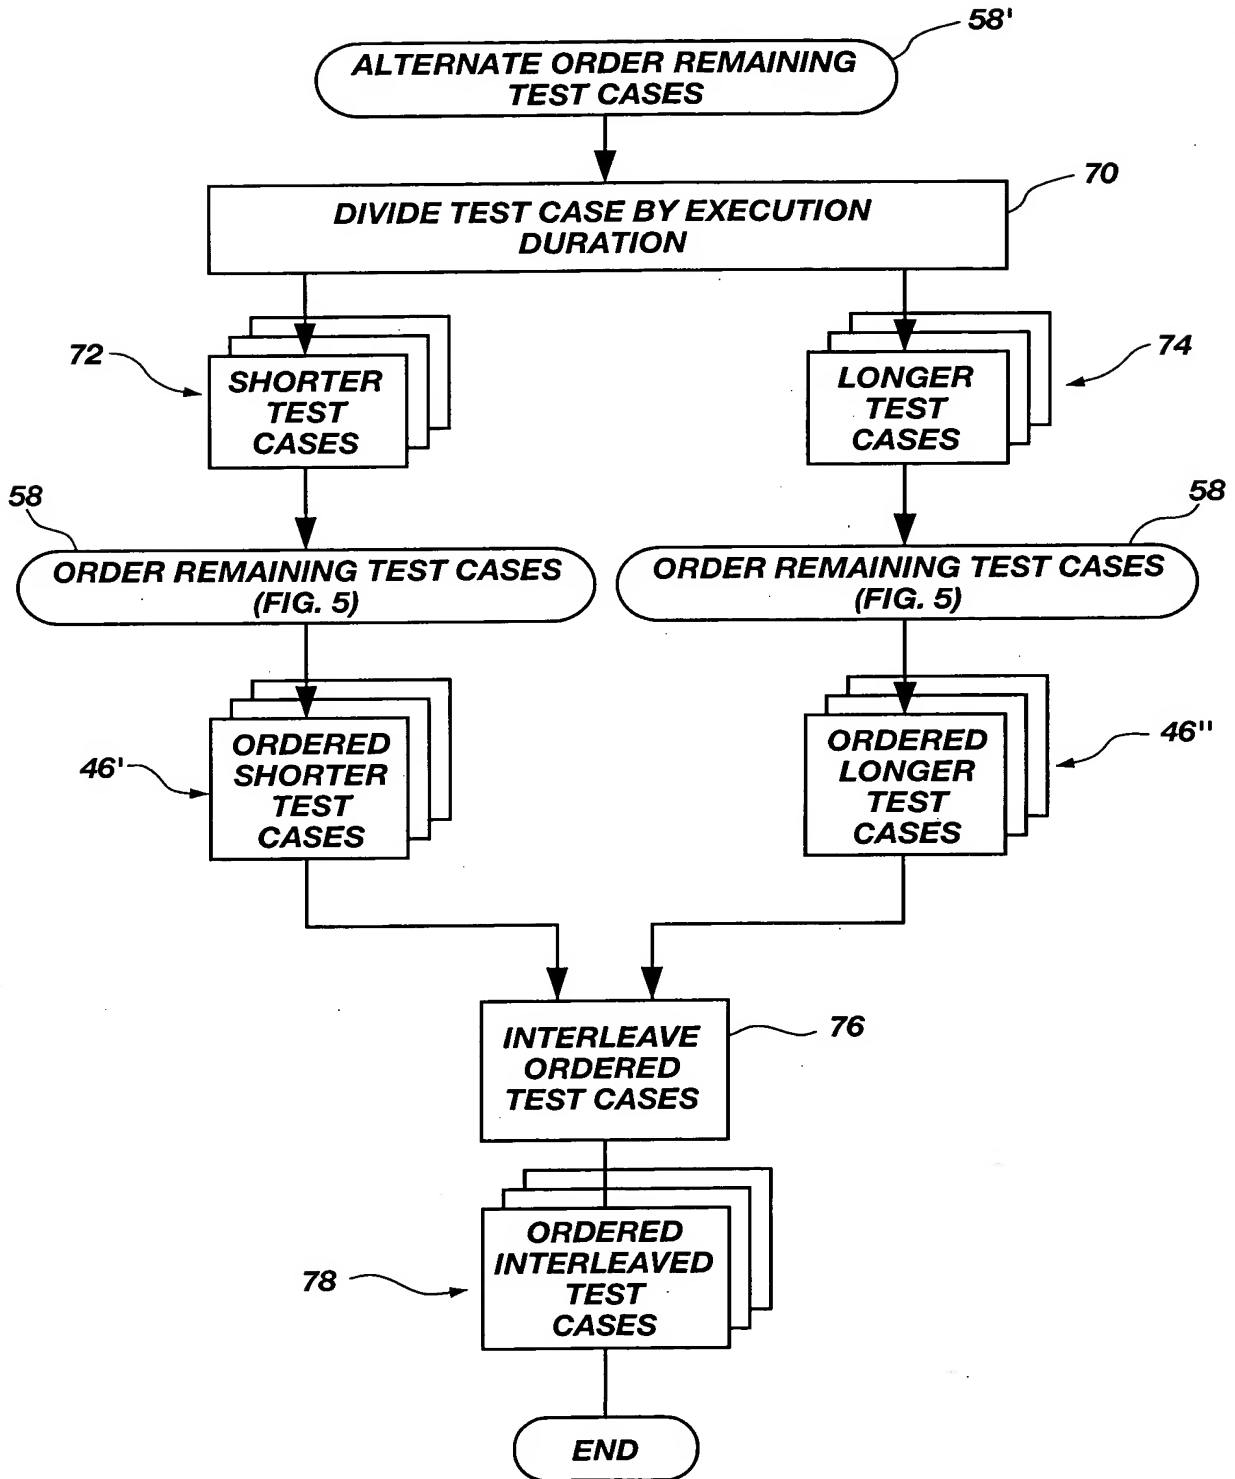 58'
ALTERNATE ORDER REMAINING
TEST CASES
70
DIVIDE TEST CASE BY EXECUTION
DURATION
72
SHORTER
TEST
CASES
LONGER
TEST
CASES
74
58
ORDER REMAINING TEST CASES
(FIG. 5)
58
ORDER REMAINING TEST CASES
(FIG. 5)
46'
ORDERED
SHORTER
TEST
CASES
ORDERED
LONGER
TEST
CASES
46"
INTERLEAVE
ORDERED
TEST CASES
76
78
ORDERED
INTERLEAVED
TEST
CASES
END